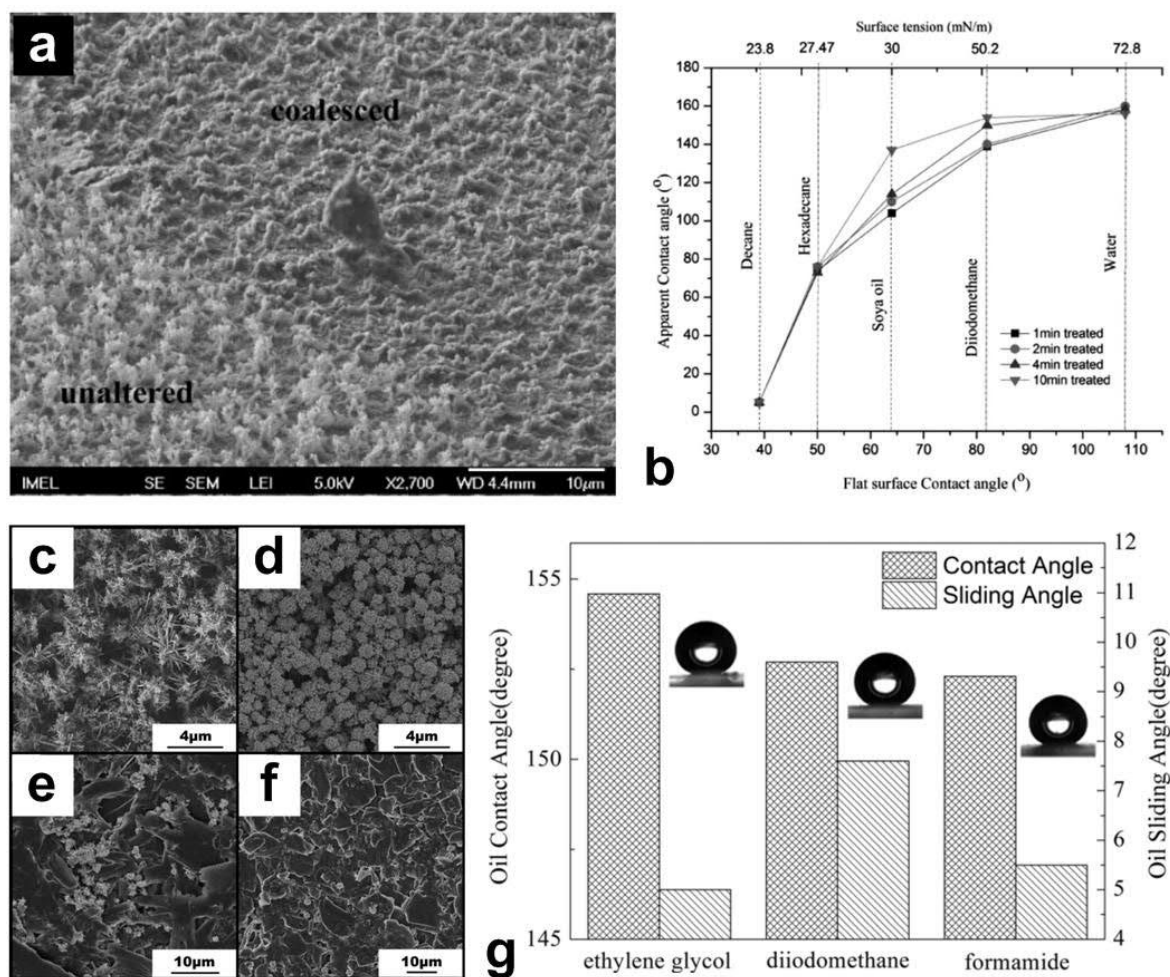 a
coalesced
unaltered
IMEL SE SEM LEI 5.0kV X2,700 WD 4.4mm 10μm
Surface tension (mN/m)
23.8 27.47 30 50.2 72.8
180
160
140
120
100
80
60
40
20
0
Apparent Contact angle (°)
Decane
Hexadecane
Soya oil
Diiodomethane
Water
1min treated
2min treated
4min treated
10min treated
30 40 50 60 70 80 90 100 110
Flat surface Contact angle (°)
b
c
4μm
d
4μm
e
10μm
f
10μm
Oil Contact Angle(degree)
155
150
145
Contact Angle
Sliding Angle
12
11
10
9
8
7
6
5
4
Oil Sliding Angle(degree)
ethylene glycol diiodomethane formamide
g